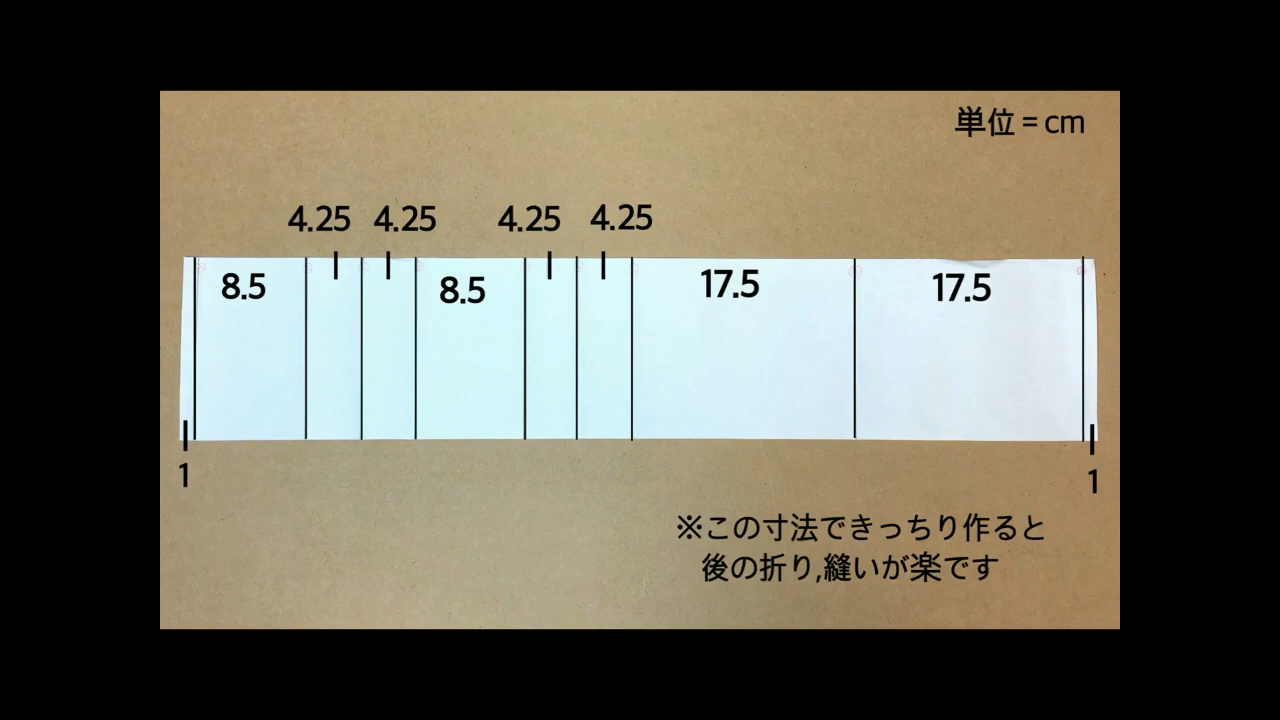 単位=cm
4.25 4.25 4.25 4.25
8.5 8.5 17.5 17.5
1 1
※この寸法できっちり作ると
後の折り,縫いが楽です